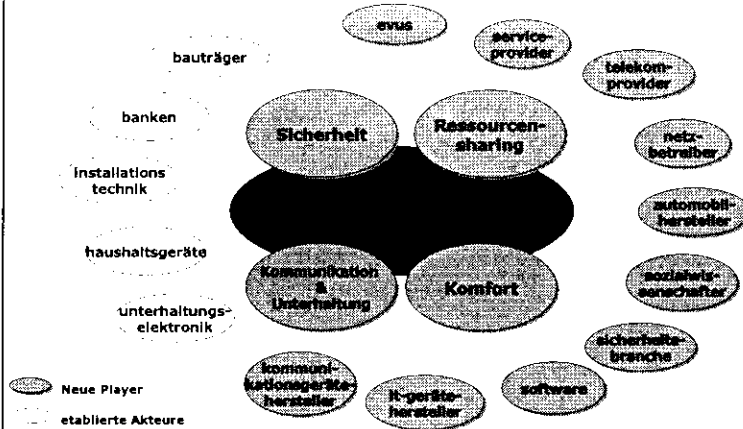 evus
service-
provider
bauträger
telekom-
provider
banken
Sicherheit
Ressourcen-
sharing
netz-
betreiber
installations
technik
automobil-
hersteller
haushaltsgeräte
Kommunikation
&
Unterhaltung
Komfort
sozialwis-
senschafter
unterhaltungs-
elektronik
sicherheits-
branche
kommuni-
kationsgeräte-
hersteller
it-geräte-
hersteller
software
Neue Player
etablierte Akteure